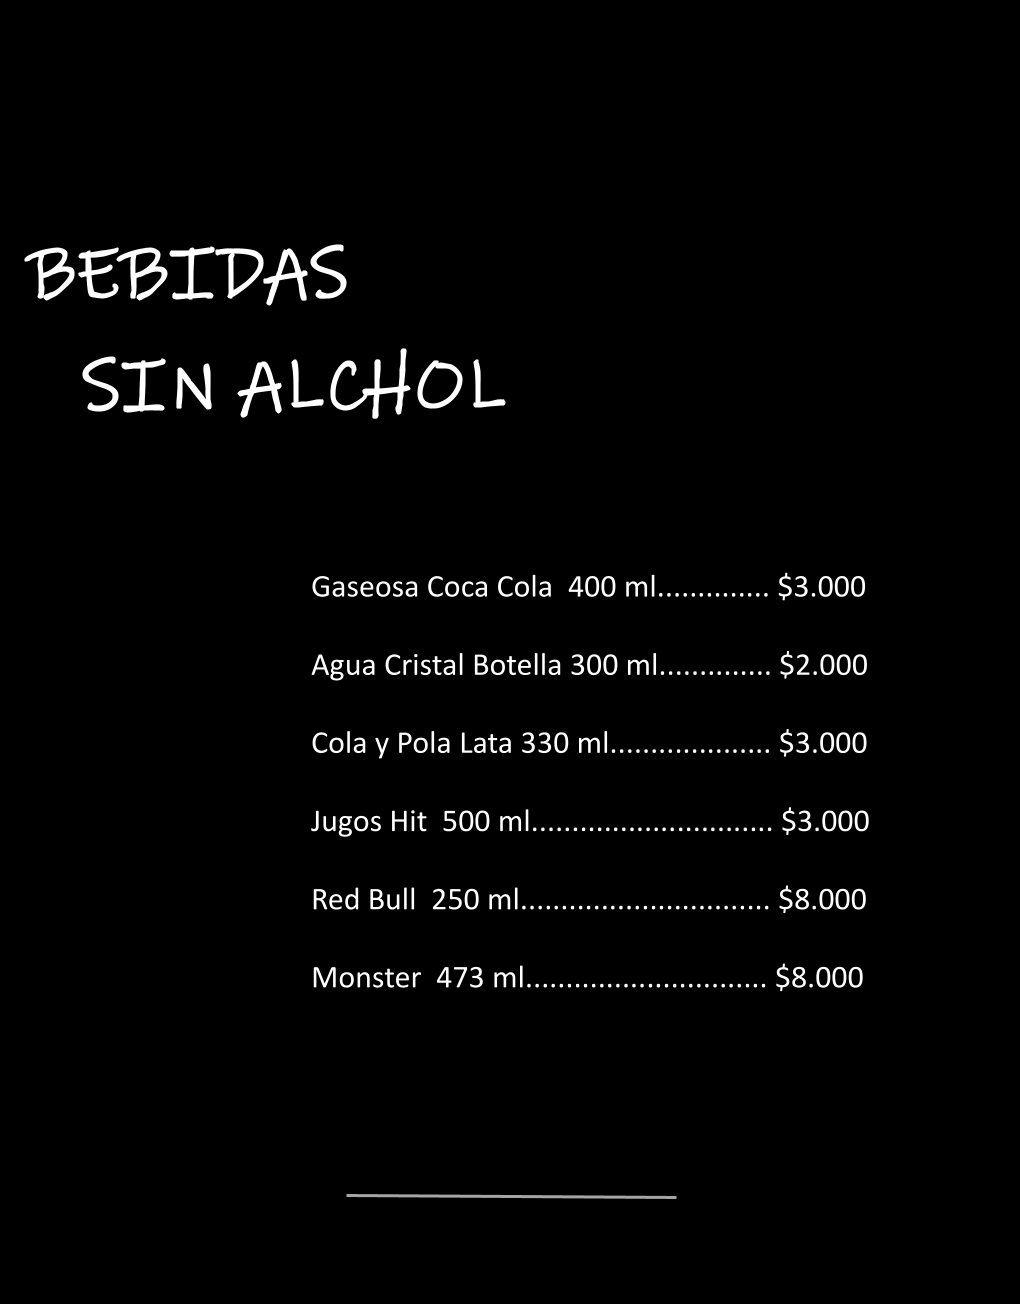 BEBIDAS
SIN ALCHOL
Gaseosa Coca Cola  400 ml.............. $3.000
Agua Cristal Botella 300 ml.............. $2.000
Cola y Pola Lata 330 ml.................... $3.000
Jugos Hit  500 ml.............................. $3.000
Red Bull  250 ml............................... $8.000
Monster  473 ml.............................. $8.000